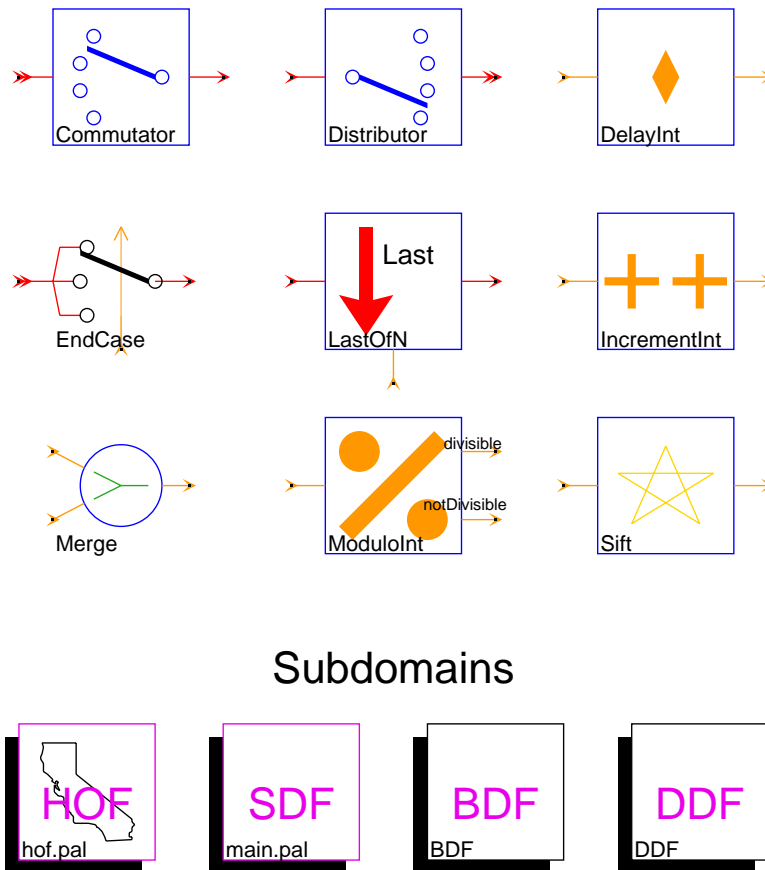 Commutator
Distributor
DelayInt
Last
EndCase
LastOfN
IncrementInt
divisible
notDivisible
Merge
ModuloInt
Sift
Subdomains
HOF
SDF
BDF
DDF
hof.pal
main.pal
BDF
DDF